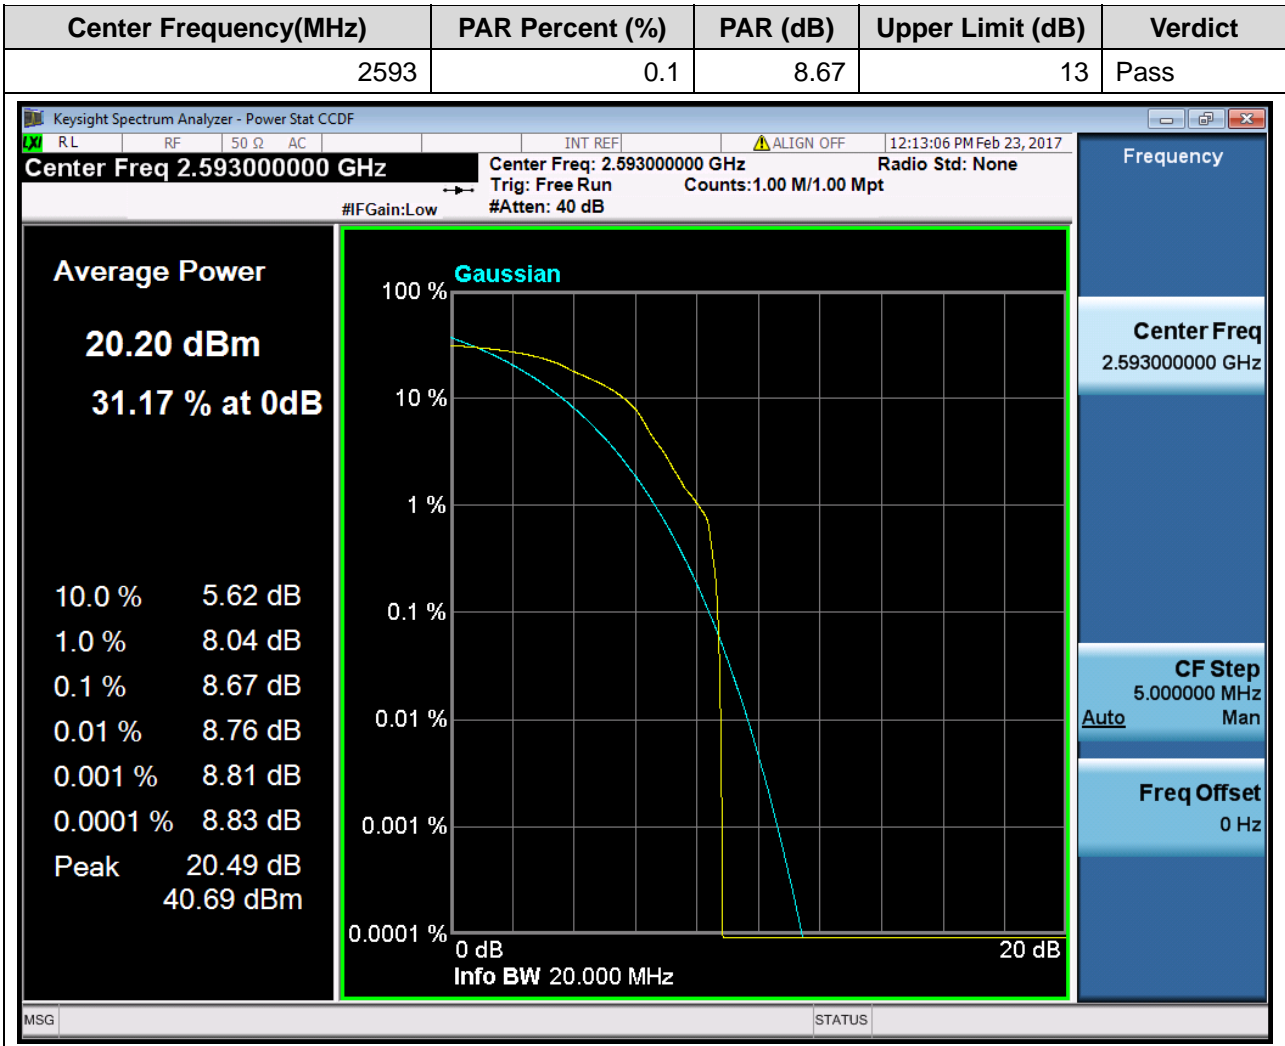 Center Frequency(MHz) PAR Percent (%) PAR (dB) Upper Limit (dB) Verdict
2593 0.1 8.67 13 Pass
Keysight Spectrum Analyzer - Power Stat CCDF
LXI RL RF 50 Ω AC INT REF ALIGN OFF 12:13:06 PM Feb 23, 2017
Center Freq 2.593000000 GHz
Center Freq: 2.593000000 GHz Radio Std: None
Trig: Free Run Counts:1.00 M/1.00 Mpt
#IFGain:Low #Atten: 40 dB
Average Power
20.20 dBm
31.17 % at 0dB
10.0 % 5.62 dB
1.0 % 8.04 dB
0.1 % 8.67 dB
0.01 % 8.76 dB
0.001 % 8.81 dB
0.0001 % 8.83 dB
Peak 20.49 dB
40.69 dBm
Gaussian
100 %
10 %
1 %
0.1 %
0.01 %
0.001 %
0.0001 %
0 dB 20 dB
Info BW 20.000 MHz
Frequency
Center Freq
2.593000000 GHz
CF Step
5.000000 MHz
Auto Man
Freq Offset
0 Hz
MSG STATUS